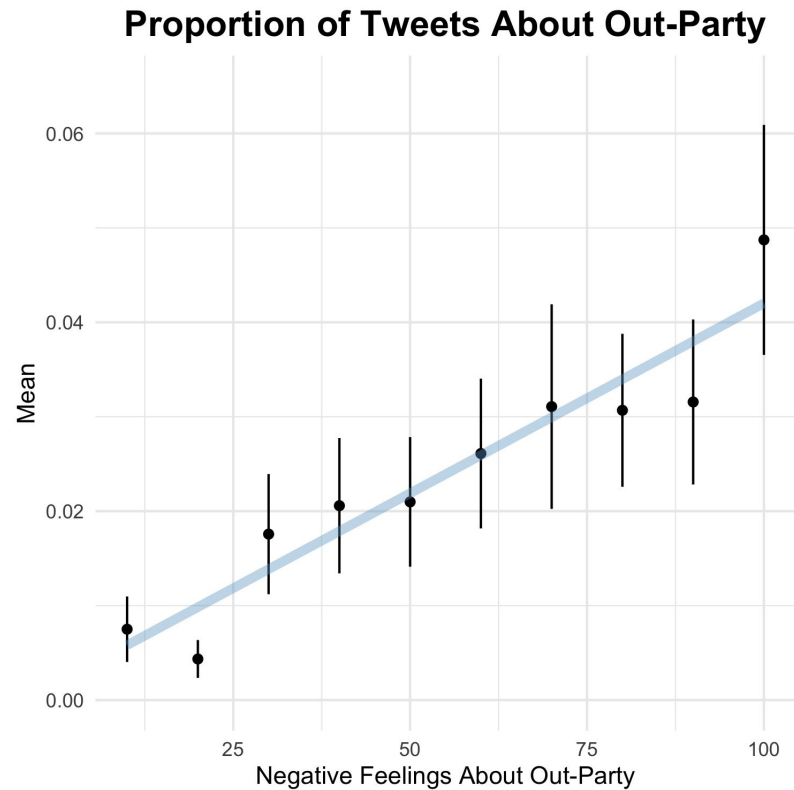 Proportion of Tweets About Out-Party
0.06
0.04
0.02
0.00
Mean
25 50 75 100
Negative Feelings About Out-Party